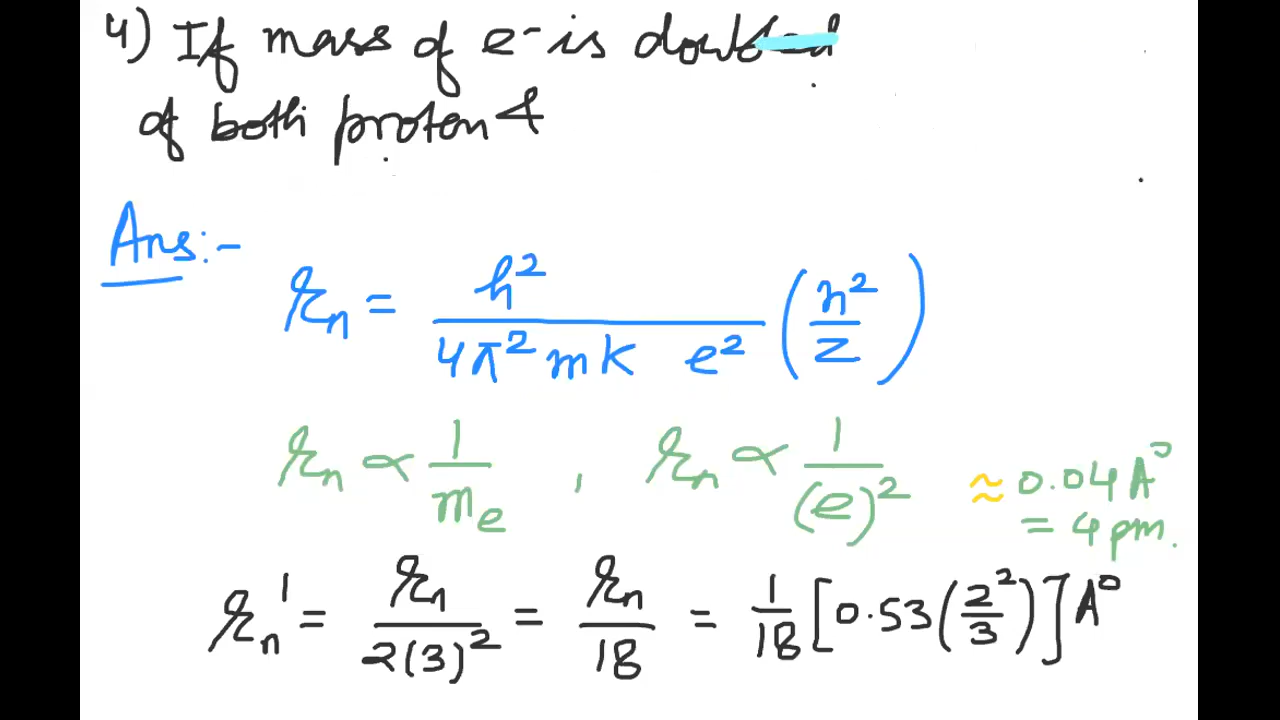 4) If mass of e⁻ is doubled
of both proton &
Ans:-
rₙ = h² / 4π² m k e² (n²/Z)
rₙ ∝ 1/mₑ , rₙ ∝ 1/(e)² ≈ 0.04 A°
= 4 pm.
rₙ' = rₙ/2(3)² = rₙ/18 = 1/18 [0.53 (2²/3)] A°